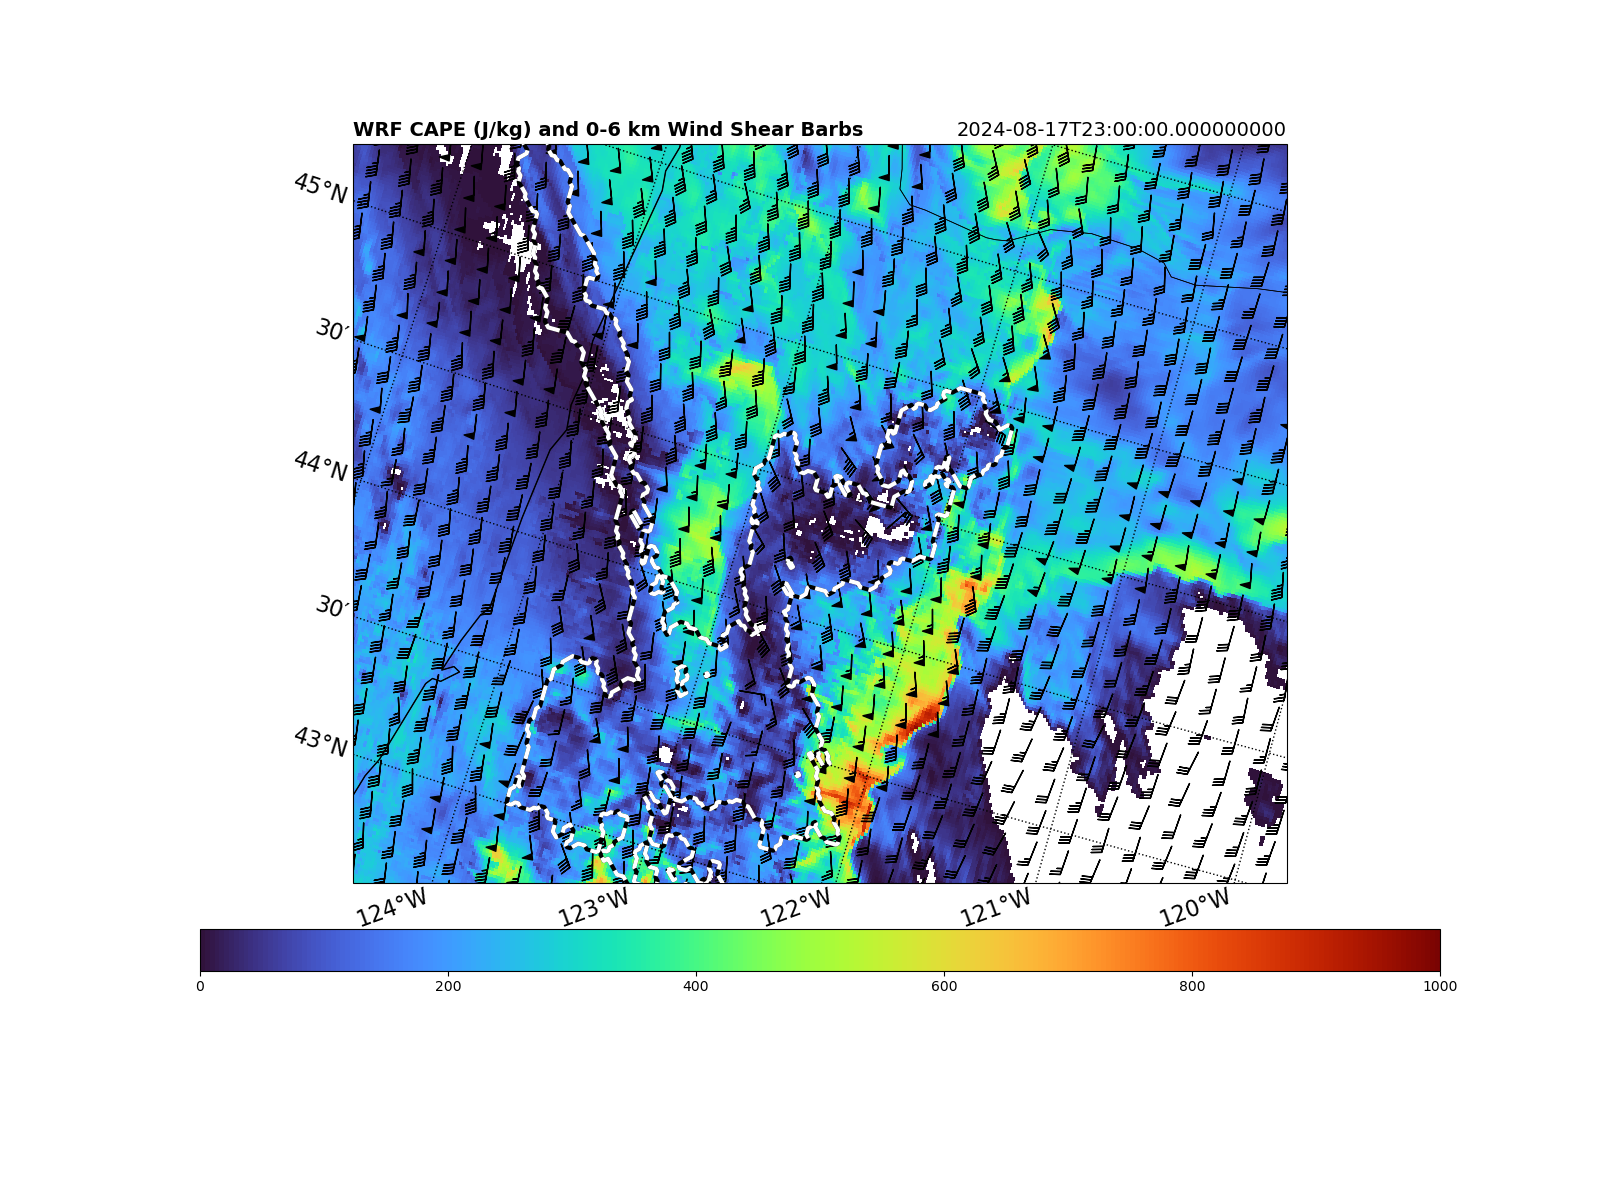 WRF CAPE (J/kg) and 0-6 km Wind Shear Barbs
2024-08-17T23:00:00.000000000
45°N
30′
44°N
30′
43°N
124°W
123°W
122°W
121°W
120°W
0
200
400
600
800
1000